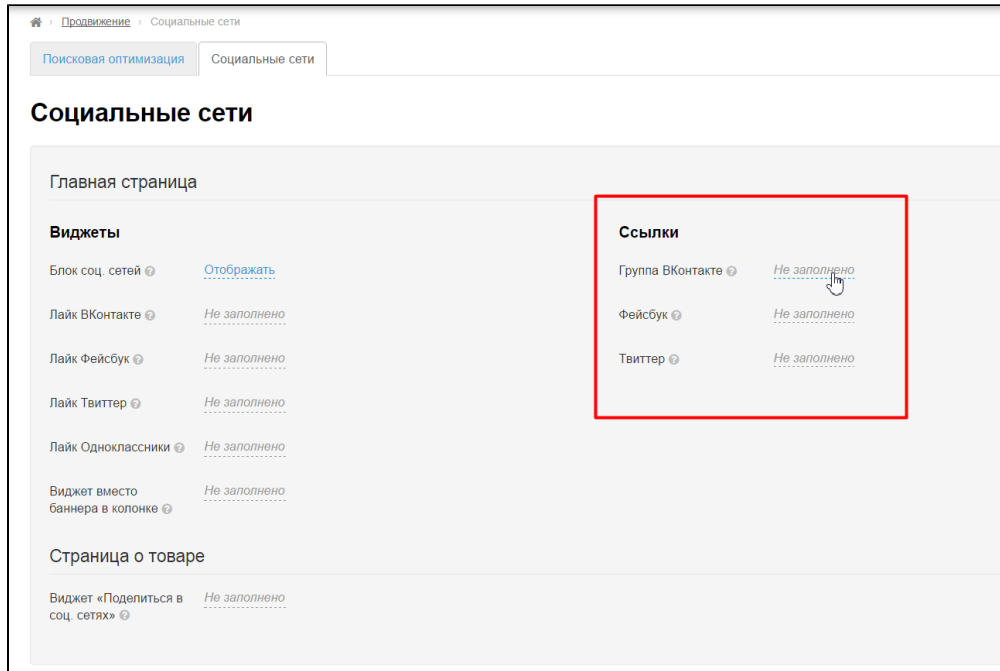 Продвижение › Социальные сети
Поисковая оптимизация Социальные сети
Социальные сети
Главная страница
Виджеты
Блок соц. сетей Отображать
Лайк ВКонтакте Не заполнено
Лайк Фейсбук Не заполнено
Лайк Твиттер Не заполнено
Лайк Одноклассники Не заполнено
Виджет вместо
баннера в колонке Не заполнено
Ссылки
Группа ВКонтакте Не заполнено
Фейсбук Не заполнено
Твиттер Не заполнено
Страница о товаре
Виджет «Поделиться в
соц. сетях» Не заполнено